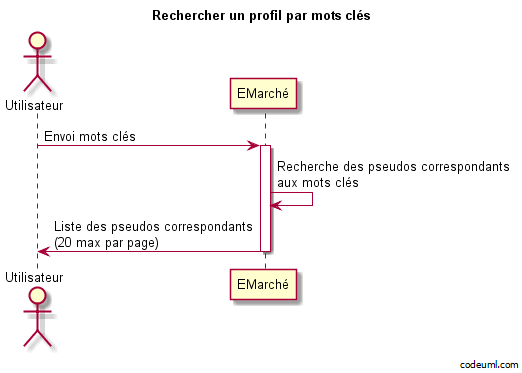 Rechercher un profil par mots clés
Utilisateur
EMarché
Envoi mots clés
Recherche des pseudos correspondants
aux mots clés
Liste des pseudos correspondants
(20 max par page)
Utilisateur
EMarché
codeuml.com